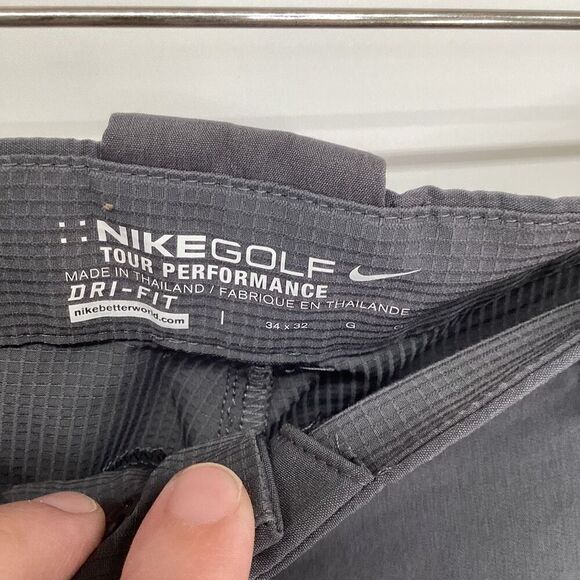 NIKEGOLF
TOUR PERFORMANCE
MADE IN THAILAND / FABRIQUE EN THAILANDE
DRI-FIT
nikebetterworld.com
34 x 32 G